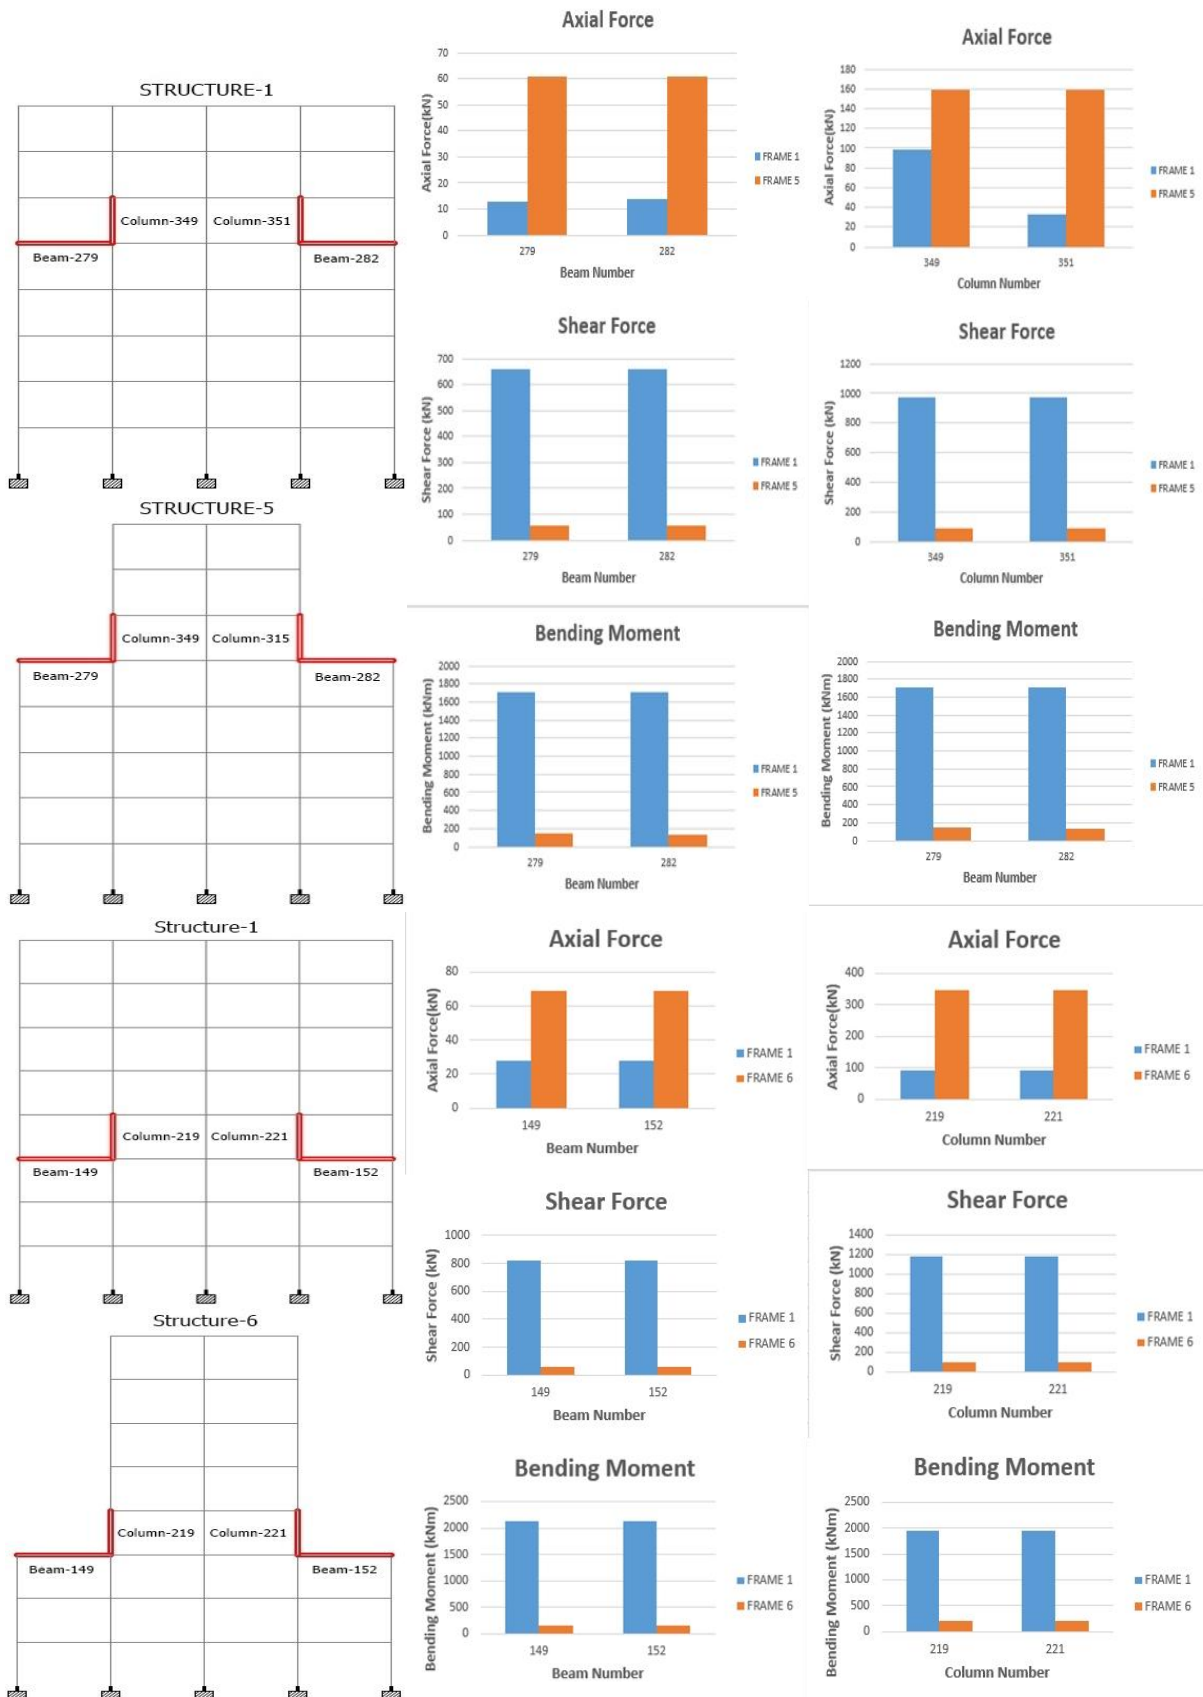 STRUCTURE-1
Column-349 Column-351
Beam-279 Beam-282
Axial Force
Axial Force(kN)
70
60
50
40
30
20
10
0
279 282
Beam Number
FRAME 1
FRAME 5
Axial Force
Axial Force(kN)
180
160
140
120
100
80
60
40
20
0
349 351
Column Number
FRAME 1
FRAME 5
Shear Force
Shear Force (kN)
700
600
500
400
300
200
100
0
279 282
Beam Number
FRAME 1
FRAME 5
Shear Force
Shear Force (kN)
1200
1000
800
600
400
200
0
349 351
Column Number
FRAME 1
FRAME 5
STRUCTURE-5
Column-349 Column-315
Beam-279 Beam-282
Bending Moment
Bending Moment (kNm)
2000
1800
1600
1400
1200
1000
800
600
400
200
0
279 282
Beam Number
FRAME 1
FRAME 5
Bending Moment
Bending Moment (kNm)
2000
1800
1600
1400
1200
1000
800
600
400
200
0
279 282
Beam Number
FRAME 1
FRAME 5
Structure-1
Column-219 Column-221
Beam-149 Beam-152
Axial Force
Axial Force(kN)
80
60
40
20
0
149 152
Beam Number
FRAME 1
FRAME 6
Axial Force
Axial Force(kN)
400
300
200
100
0
219 221
Column Number
FRAME 1
FRAME 6
Shear Force
Shear Force (kN)
1000
800
600
400
200
0
149 152
Beam Number
FRAME 1
FRAME 6
Shear Force
Shear Force (kN)
1400
1200
1000
800
600
400
200
0
219 221
Column Number
FRAME 1
FRAME 6
Structure-6
Column-219 Column-221
Beam-149 Beam-152
Bending Moment
Bending Moment (kNm)
2500
2000
1500
1000
500
0
149 152
Beam Number
FRAME 1
FRAME 6
Bending Moment
Bending Moment (kNm)
2500
2000
1500
1000
500
0
219 221
Column Number
FRAME 1
FRAME 6